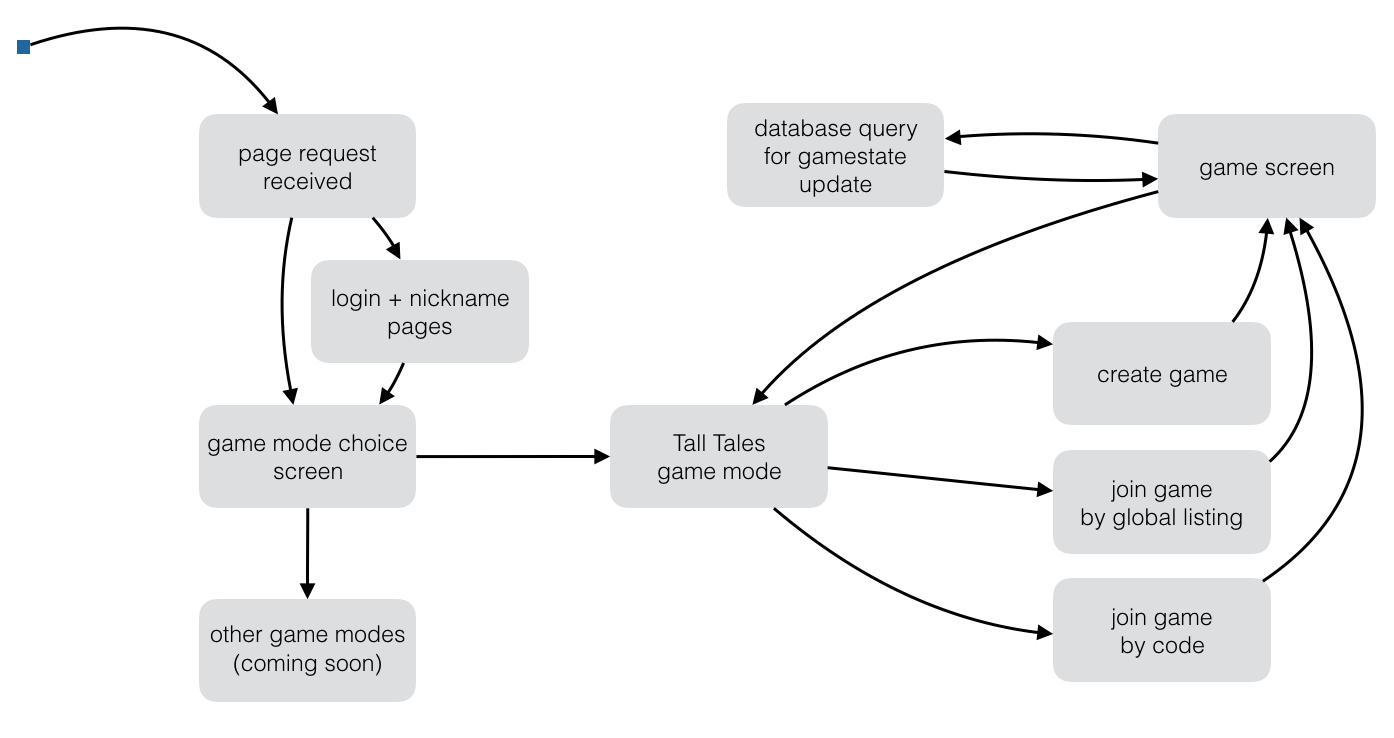 page request
received
login + nickname
pages
game mode choice
screen
other game modes
(coming soon)
Tall Tales
game mode
database query
for gamestate
update
game screen
create game
join game
by global listing
join game
by code